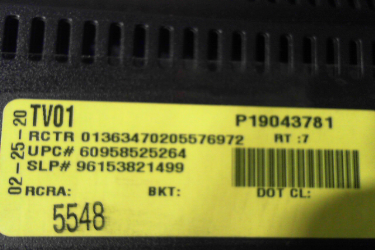 02-25-20
TV01 P19043781
RCTR 01363470205576972 RT :7
UPC# 60958525264
SLP# 96153821499
RCRA: BKT: DOT CL:
5548